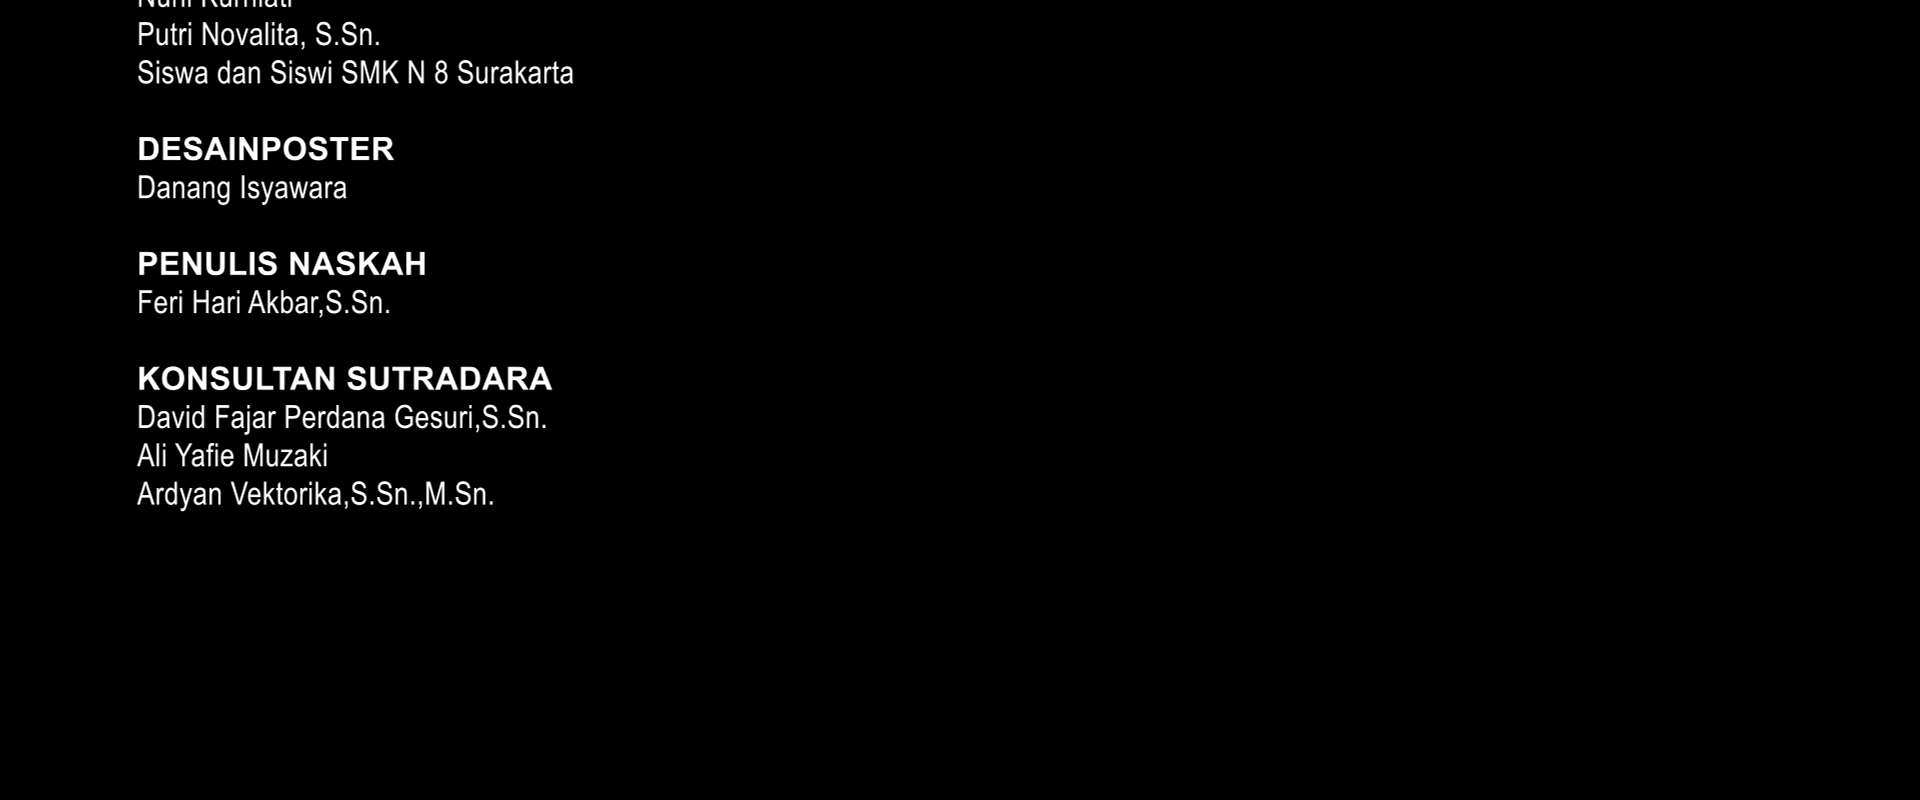 Putri Novalita, S.Sn.
Siswa dan Siswi SMK N 8 Surakarta
DESAINPOSTER
Danang Isyawara
PENULIS NASKAH
Feri Hari Akbar,S.Sn.
KONSULTAN SUTRADARA
David Fajar Perdana Gesuri,S.Sn.
Ali Yafie Muzaki
Ardyan Vektorika,S.Sn.,M.Sn.